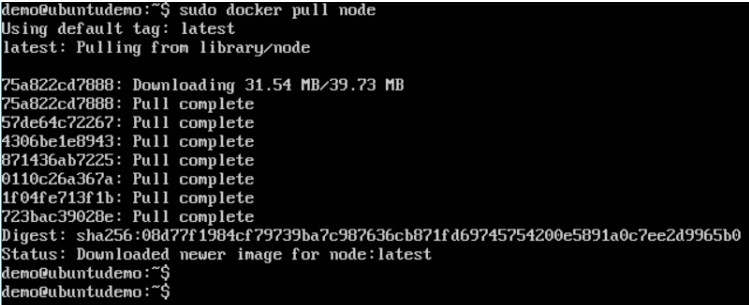 demo@ubuntudemo:~$ sudo docker pull node
Using default tag: latest
latest: Pulling from library/node
75a822cd7888: Downloading 31.54 MB/39.73 MB
75a822cd7888: Pull complete
57de64c72267: Pull complete
4306be1e8943: Pull complete
871436ab7225: Pull complete
0110c26a367a: Pull complete
1f04fe713f1b: Pull complete
723bac39028e: Pull complete
Digest: sha256:08d77f1984cf79739ba7c987636cb871fd69745754200e5891a0c7ee2d9965b0
Status: Downloaded newer image for node:latest
demo@ubuntudemo:~$
demo@ubuntudemo:~$